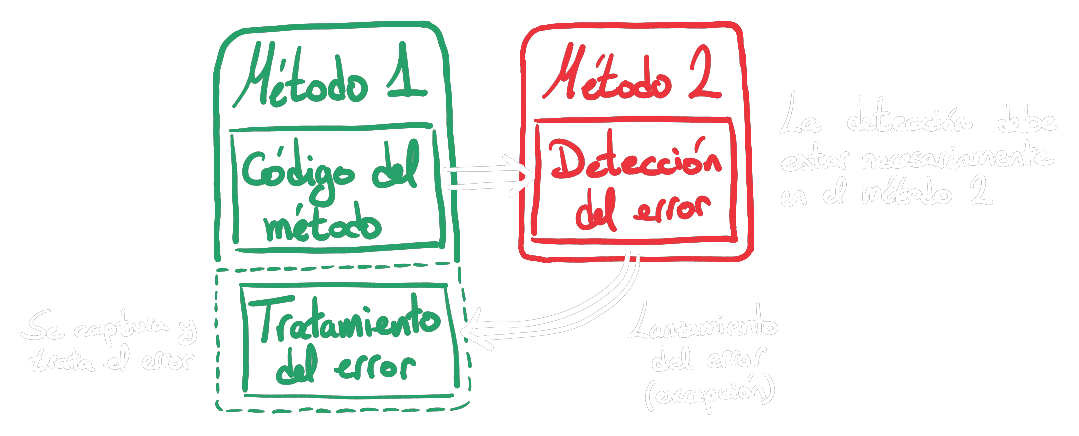 Método 1
Código del
método
Tratamiento
del error
Método 2
Detección
del error
La detección debe
estar necesariamente
en el método 2
Se captura y
trata el error
Lanzamiento
del error
(excepción)